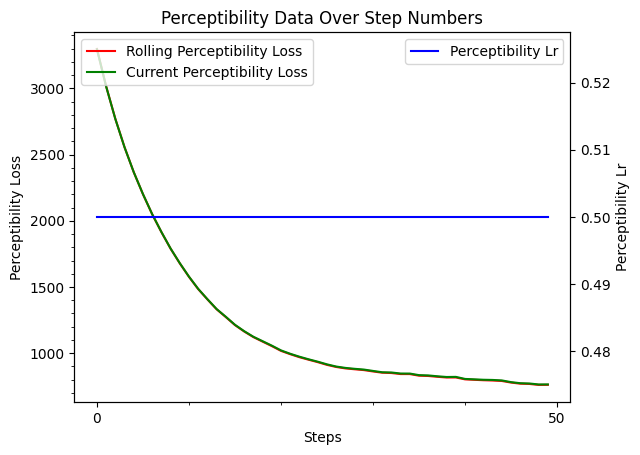 Perceptibility Data Over Step Numbers
Rolling Perceptibility Loss
Current Perceptibility Loss
Perceptibility Lr
3000
2500
2000
1500
1000
Perceptibility Loss
0.52
0.51
0.50
0.49
0.48
Perceptibility Lr
0
50
Steps